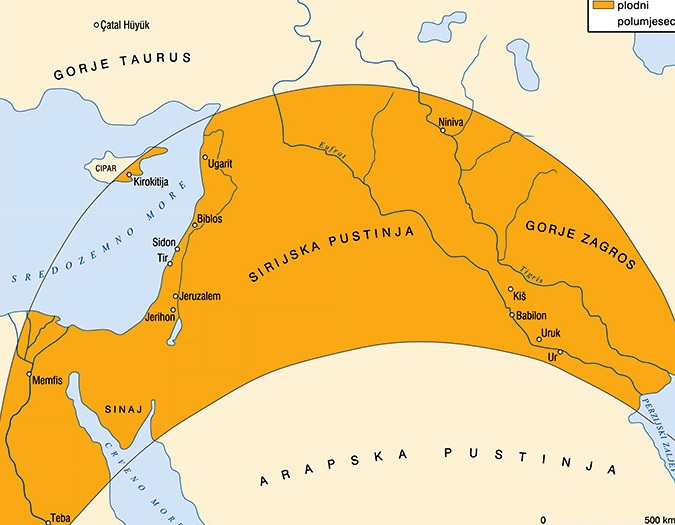 plodni
polumjesec
Çatal Hüyük
GORJE TAURUS
Niniva
Eufrat
CIPAR
Ugarit
Kirokitija
SREDOZEMNO MORE
Biblos
SIRIJSKA PUSTINJA
GORJE ZAGROS
Sidon
Tir
Tigris
Jeruzalem
Kiš
Jerihon
Babilon
Uruk
Ur
Memfis
SINAJ
PERZIJSKI ZALJEV
CRVENO MORE
ARAPSKA PUSTINJA
Teba
0 500 km